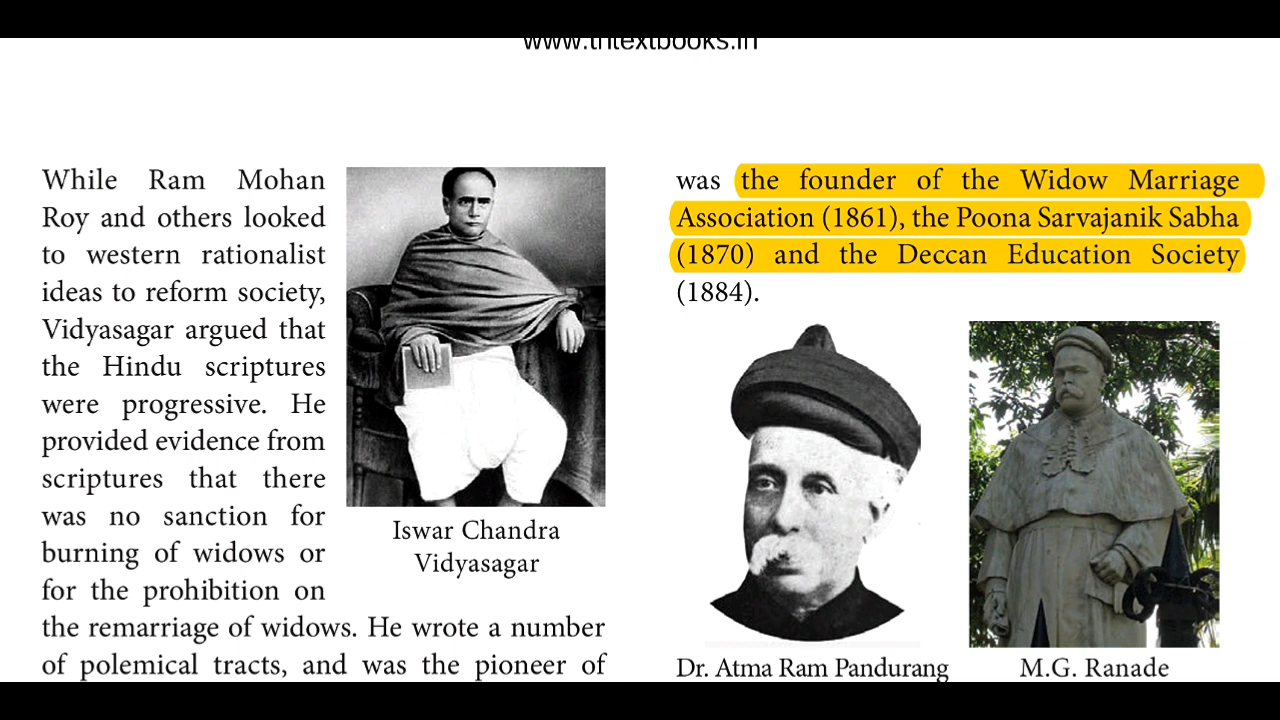 www.tntextbooks.in
While Ram Mohan
Roy and others looked
to western rationalist
ideas to reform society,
Vidyasagar argued that
the Hindu scriptures
were progressive. He
provided evidence from
scriptures that there
was no sanction for
burning of widows or
for the prohibition on
the remarriage of widows. He wrote a number
of polemical tracts, and was the pioneer of
Iswar Chandra
Vidyasagar
was the founder of the Widow Marriage
Association (1861), the Poona Sarvajanik Sabha
(1870) and the Deccan Education Society
(1884).
Dr. Atma Ram Pandurang
M.G. Ranade